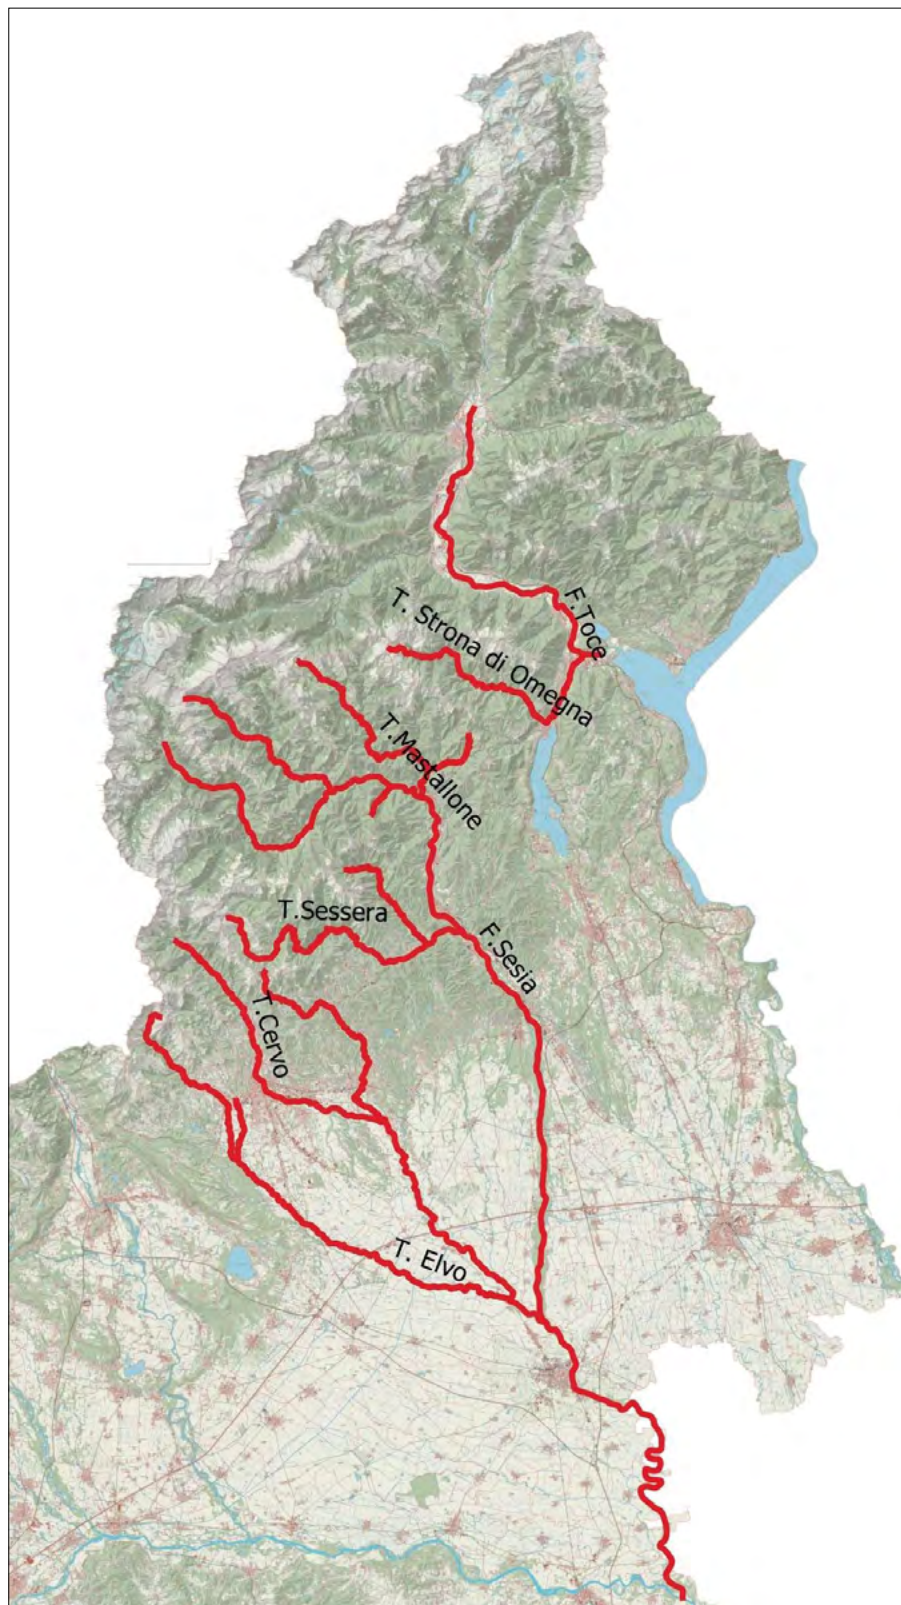 F.Toce
T. Strona di Omegna
T.Mastallone
T.Sessera
F.Sesia
T.Cervo
T. Elvo